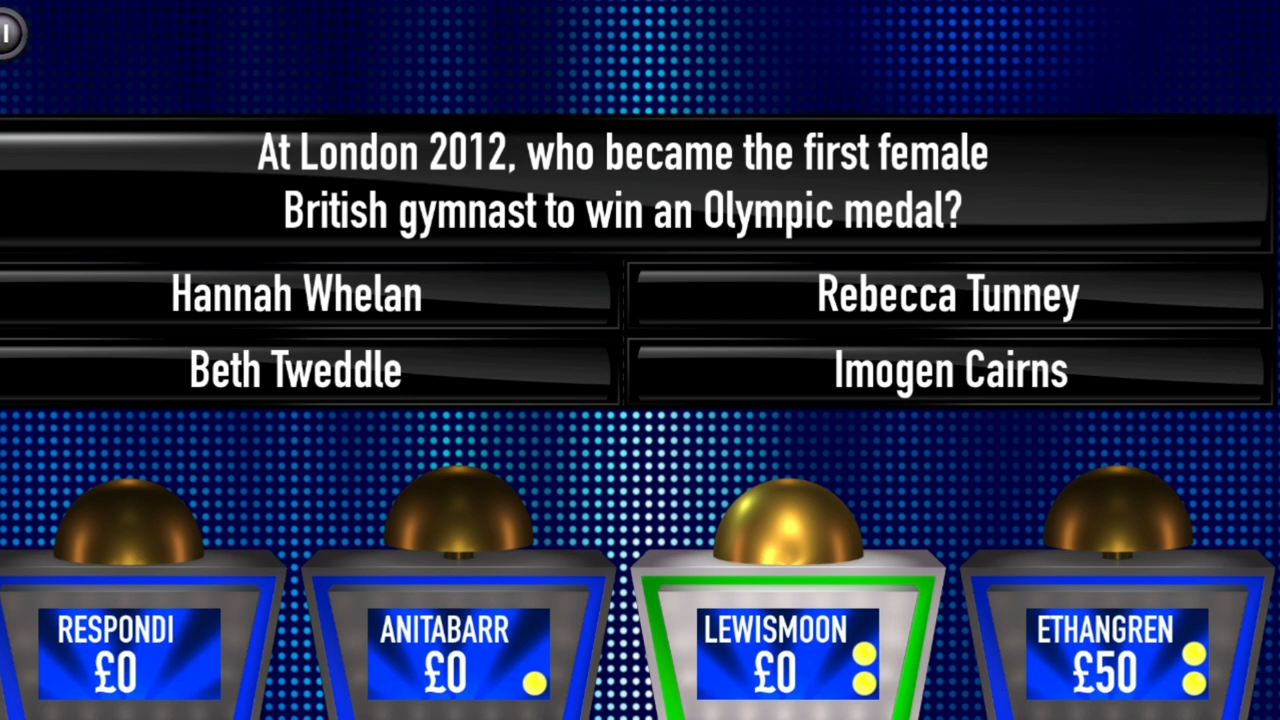 At London 2012, who became the first female
British gymnast to win an Olympic medal?
Hannah Whelan
Rebecca Tunney
Beth Tweddle
Imogen Cairns
RESPONDI
£0
ANITABARR
£0
LEWISMOON
£0
ETHANGREN
£50